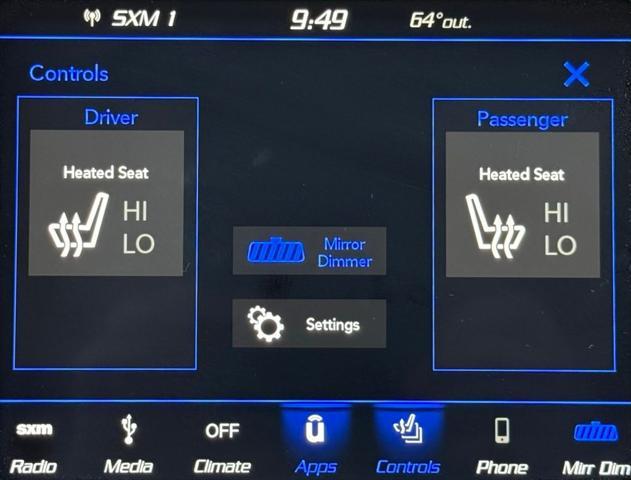 SXM 1 9:49 64°out.
Controls
Driver
Passenger
Heated Seat
HI
LO
Heated Seat
HI
LO
Mirror
Dimmer
Settings
sxm OFF
Radio Media Climate Apps Controls Phone Mirr Dim